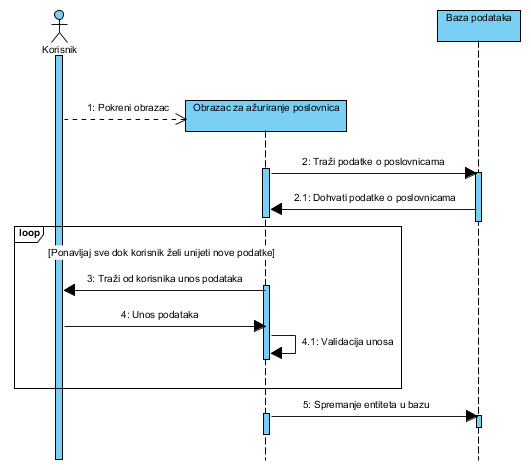 Baza podataka
Korisnik
1: Pokreni obrazac
Obrazac za ažuriranje poslovnica
2: Traži podatke o poslovnicama
2.1: Dohvati podatke o poslovnicama
loop
[Ponavljaj sve dok korisnik želi unijeti nove podatke]
3: Traži od korisnika unos podataka
4: Unos podataka
4.1: Validacija unosa
5: Spremanje entiteta u bazu